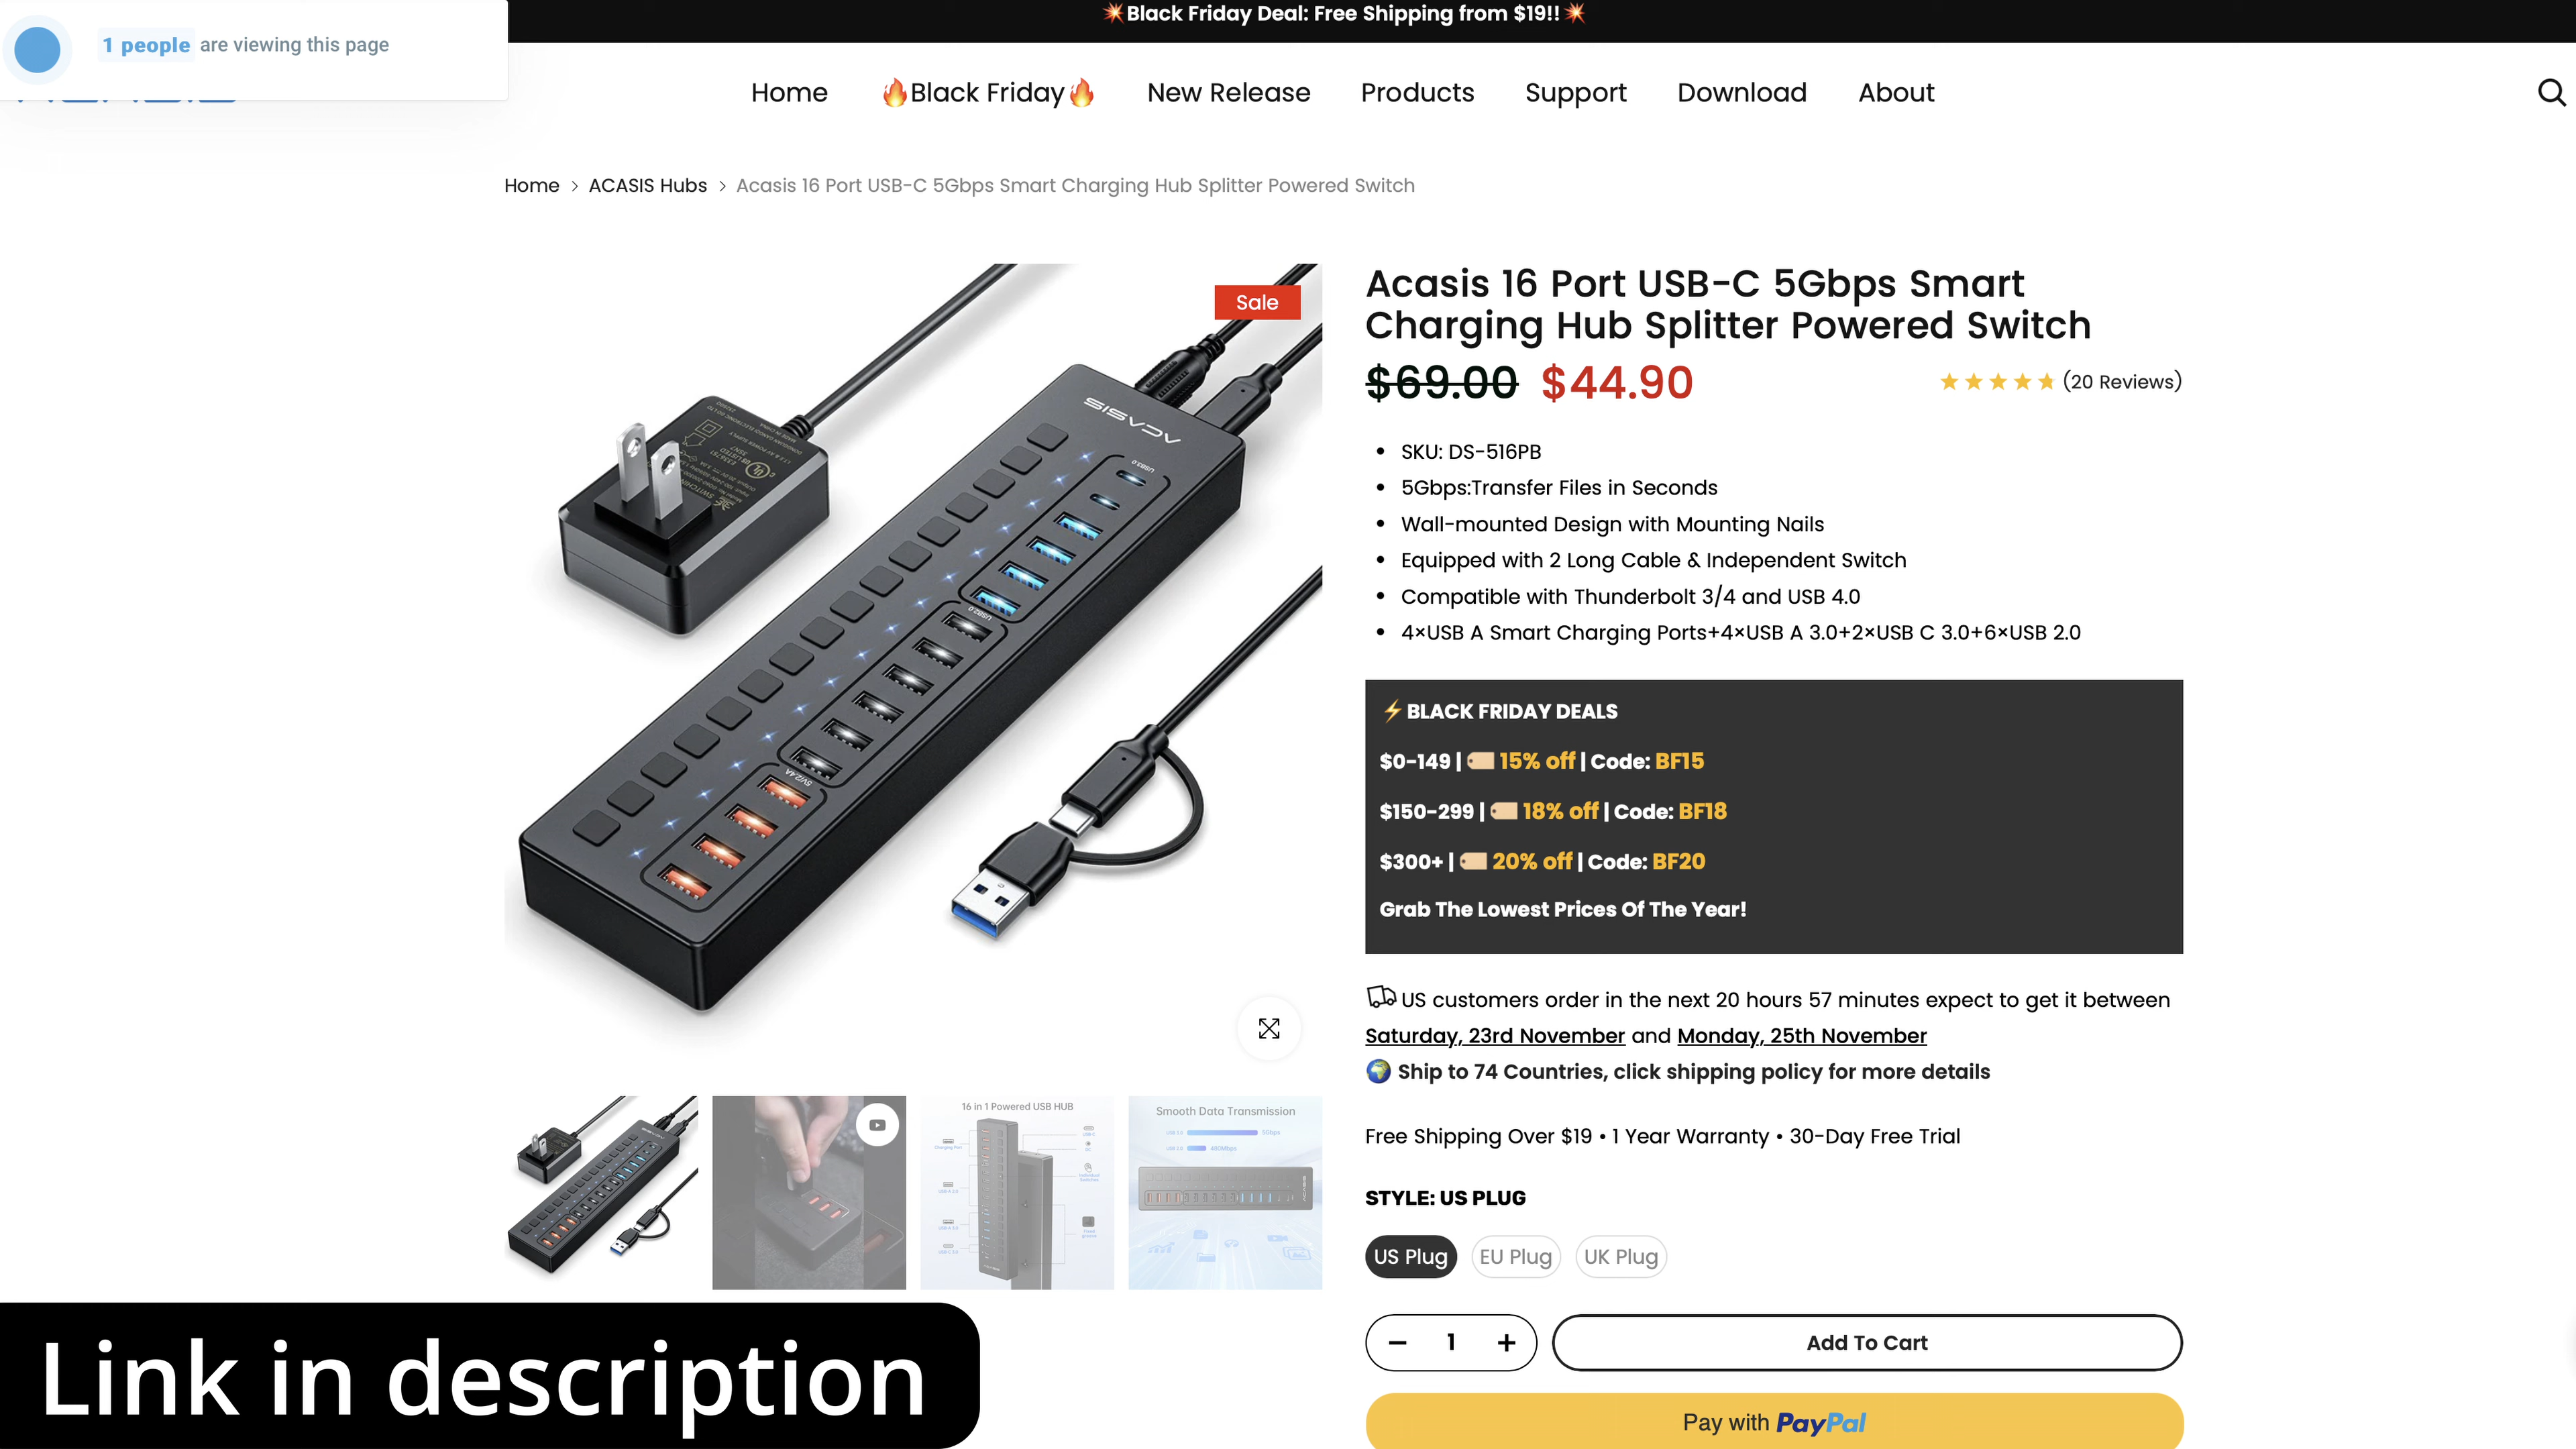 💥Black Friday Deal: Free Shipping from $19!!💥
1 people are viewing this page
Home
🔥Black Friday🔥
New Release
Products
Support
Download
About
Home > ACASIS Hubs > Acasis 16 Port USB-C 5Gbps Smart Charging Hub Splitter Powered Switch
Sale
ACASIS
USB3.0
USB2.0
5V/2.4A
Acasis 16 Port USB-C 5Gbps Smart
Charging Hub Splitter Powered Switch
$69.00 $44.90
(20 Reviews)
• SKU: DS-516PB
• 5Gbps:Transfer Files in Seconds
• Wall-mounted Design with Mounting Nails
• Equipped with 2 Long Cable & Independent Switch
• Compatible with Thunderbolt 3/4 and USB 4.0
• 4×USB A Smart Charging Ports+4×USB A 3.0+2×USB C 3.0+6×USB 2.0
⚡BLACK FRIDAY DEALS
$0-149 | 🏷️ 15% off | Code: BF15
$150-299 | 🏷️ 18% off | Code: BF18
$300+ | 🏷️ 20% off | Code: BF20
Grab The Lowest Prices Of The Year!
US customers order in the next 20 hours 57 minutes expect to get it between
Saturday, 23rd November and Monday, 25th November
🌍 Ship to 74 Countries, click shipping policy for more details
Free Shipping Over $19 • 1 Year Warranty • 30-Day Free Trial
STYLE: US PLUG
US Plug
EU Plug
UK Plug
− 1 +
Add To Cart
Pay with PayPal
16 in 1 Powered USB HUB
Smooth Data Transmission
5Gbps
480Mbps
Link in description